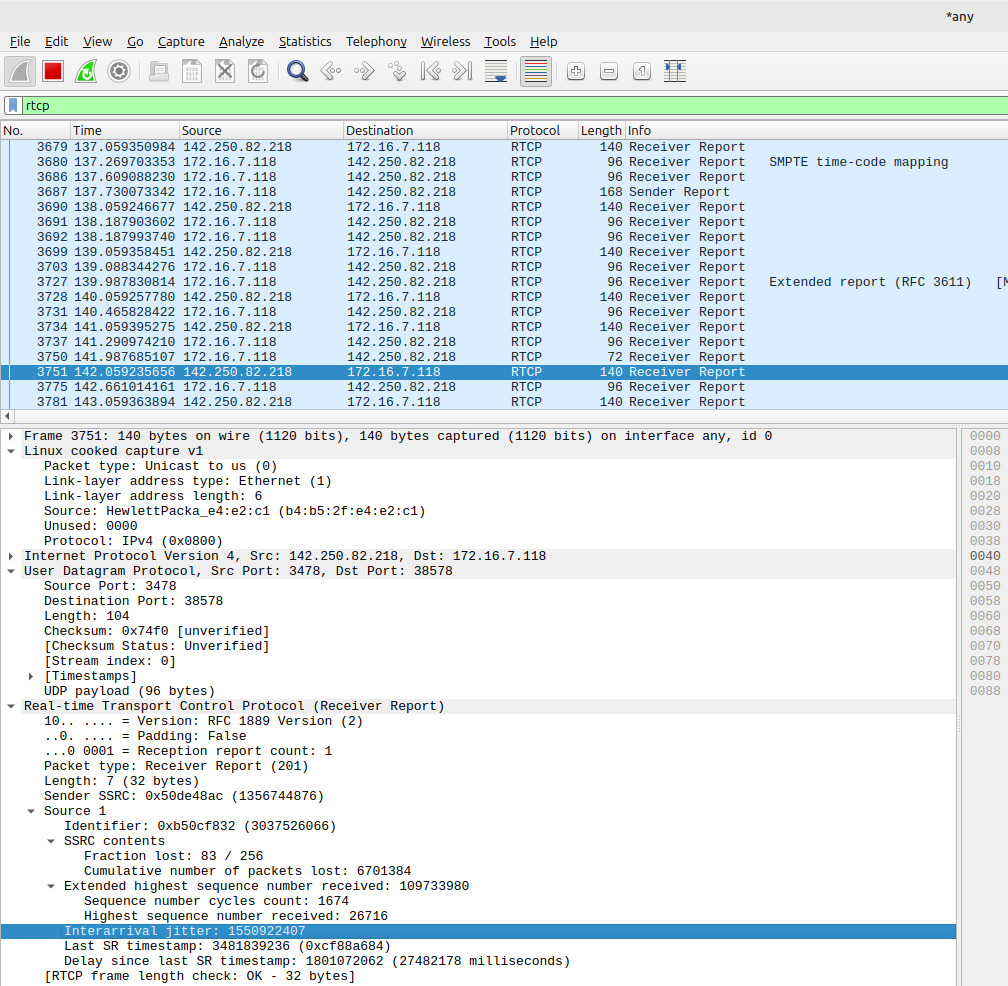 *any
File Edit View Go Capture Analyze Statistics Telephony Wireless Tools Help
rtcp
No. Time Source Destination Protocol Length Info
3679 137.059350984 142.250.82.218 172.16.7.118 RTCP 140 Receiver Report
3680 137.269703353 172.16.7.118 142.250.82.218 RTCP 96 Receiver Report SMPTE time-code mapping
3686 137.609088230 172.16.7.118 142.250.82.218 RTCP 96 Receiver Report
3687 137.730073342 172.16.7.118 142.250.82.218 RTCP 168 Sender Report
3690 138.059246677 142.250.82.218 172.16.7.118 RTCP 140 Receiver Report
3691 138.187903602 172.16.7.118 142.250.82.218 RTCP 96 Receiver Report
3692 138.187993740 172.16.7.118 142.250.82.218 RTCP 96 Receiver Report
3699 139.059358451 142.250.82.218 172.16.7.118 RTCP 140 Receiver Report
3703 139.088344276 172.16.7.118 142.250.82.218 RTCP 96 Receiver Report
3727 139.987830814 172.16.7.118 142.250.82.218 RTCP 96 Receiver Report Extended report (RFC 3611) [M
3728 140.059257780 142.250.82.218 172.16.7.118 RTCP 140 Receiver Report
3731 140.465828422 172.16.7.118 142.250.82.218 RTCP 96 Receiver Report
3734 141.059395275 142.250.82.218 172.16.7.118 RTCP 140 Receiver Report
3737 141.290974210 172.16.7.118 142.250.82.218 RTCP 96 Receiver Report
3750 141.987685107 172.16.7.118 142.250.82.218 RTCP 72 Receiver Report
3751 142.059235656 142.250.82.218 172.16.7.118 RTCP 140 Receiver Report
3775 142.661014161 172.16.7.118 142.250.82.218 RTCP 96 Receiver Report
3781 143.059363894 142.250.82.218 172.16.7.118 RTCP 140 Receiver Report
Frame 3751: 140 bytes on wire (1120 bits), 140 bytes captured (1120 bits) on interface any, id 0
Linux cooked capture v1
Packet type: Unicast to us (0)
Link-layer address type: Ethernet (1)
Link-layer address length: 6
Source: HewlettPacka_e4:e2:c1 (b4:b5:2f:e4:e2:c1)
Unused: 0000
Protocol: IPv4 (0x0800)
Internet Protocol Version 4, Src: 142.250.82.218, Dst: 172.16.7.118
User Datagram Protocol, Src Port: 3478, Dst Port: 38578
Source Port: 3478
Destination Port: 38578
Length: 104
Checksum: 0x74f0 [unverified]
[Checksum Status: Unverified]
[Stream index: 0]
[Timestamps]
UDP payload (96 bytes)
Real-time Transport Control Protocol (Receiver Report)
10.. .... = Version: RFC 1889 Version (2)
..0. .... = Padding: False
...0 0001 = Reception report count: 1
Packet type: Receiver Report (201)
Length: 7 (32 bytes)
Sender SSRC: 0x50de48ac (1356744876)
Source 1
Identifier: 0xb50cf832 (3037526066)
SSRC contents
Fraction lost: 83 / 256
Cumulative number of packets lost: 6701384
Extended highest sequence number received: 109733980
Sequence number cycles count: 1674
Highest sequence number received: 26716
Interarrival jitter: 1550922407
Last SR timestamp: 3481839236 (0xcf88a684)
Delay since last SR timestamp: 1801072062 (27482178 milliseconds)
[RTCP frame length check: OK - 32 bytes]
0000
0008
0010
0018
0020
0028
0030
0038
0040
0048
0050
0058
0060
0068
0070
0078
0080
0088